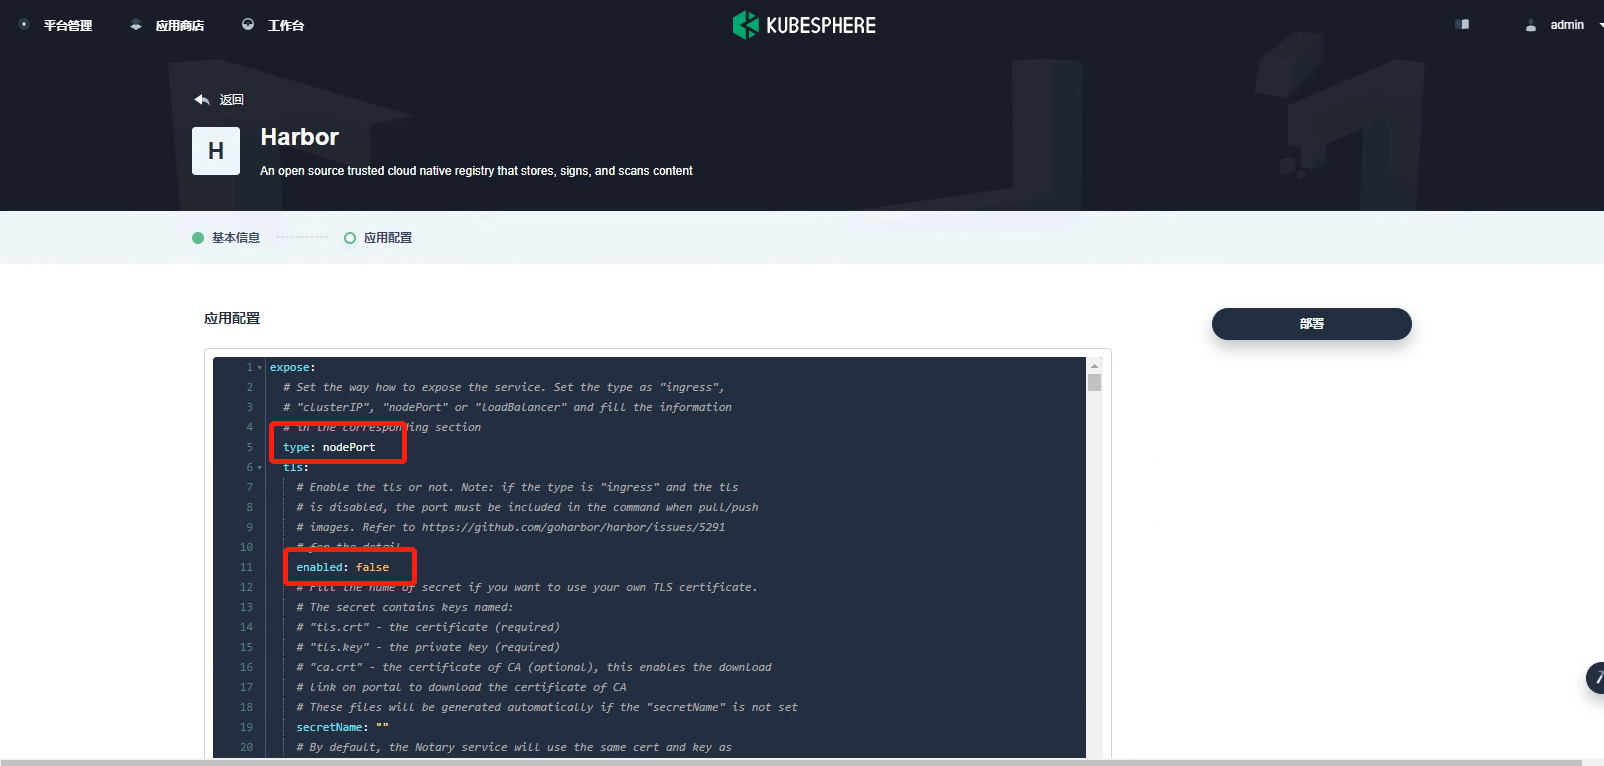 平台管理 应用商店 工作台 KUBESPHERE admin
返回
H
Harbor
An open source trusted cloud native registry that stores, signs, and scans content
基本信息 应用配置
应用配置
部署
1 expose:
2 # Set the way how to expose the service. Set the type as "ingress",
3 # "clusterIP", "nodePort" or "loadBalancer" and fill the information
4 # in the corresponding section
5 type: nodePort
6 tls:
7 # Enable the tls or not. Note: if the type is "ingress" and the tls
8 # is disabled, the port must be included in the command when pull/push
9 # images. Refer to https://github.com/goharbor/harbor/issues/5291
10 # for the detail
11 enabled: false
12 # Fill the name of secret if you want to use your own TLS certificate.
13 # The secret contains keys named:
14 # "tls.crt" - the certificate (required)
15 # "tls.key" - the private key (required)
16 # "ca.crt" - the certificate of CA (optional), this enables the download
17 # link on portal to download the certificate of CA
18 # These files will be generated automatically if the "secretName" is not set
19 secretName: ""
20 # By default, the Notary service will use the same cert and key as